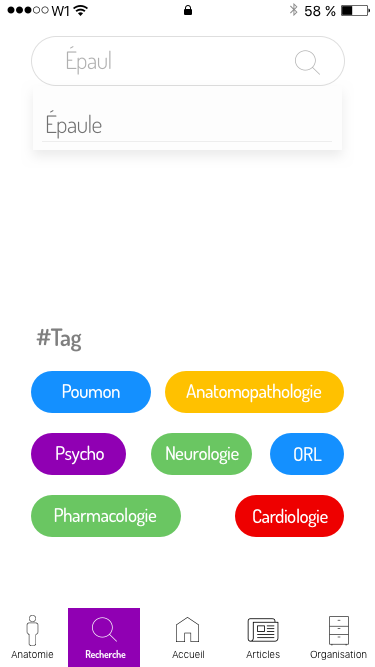 W1 58 %
Épaul
Épaule
#Tag
Poumon Anatomopathologie
Psycho Neurologie ORL
Pharmacologie Cardiologie
Anatomie Recherche Accueil Articles Organisation